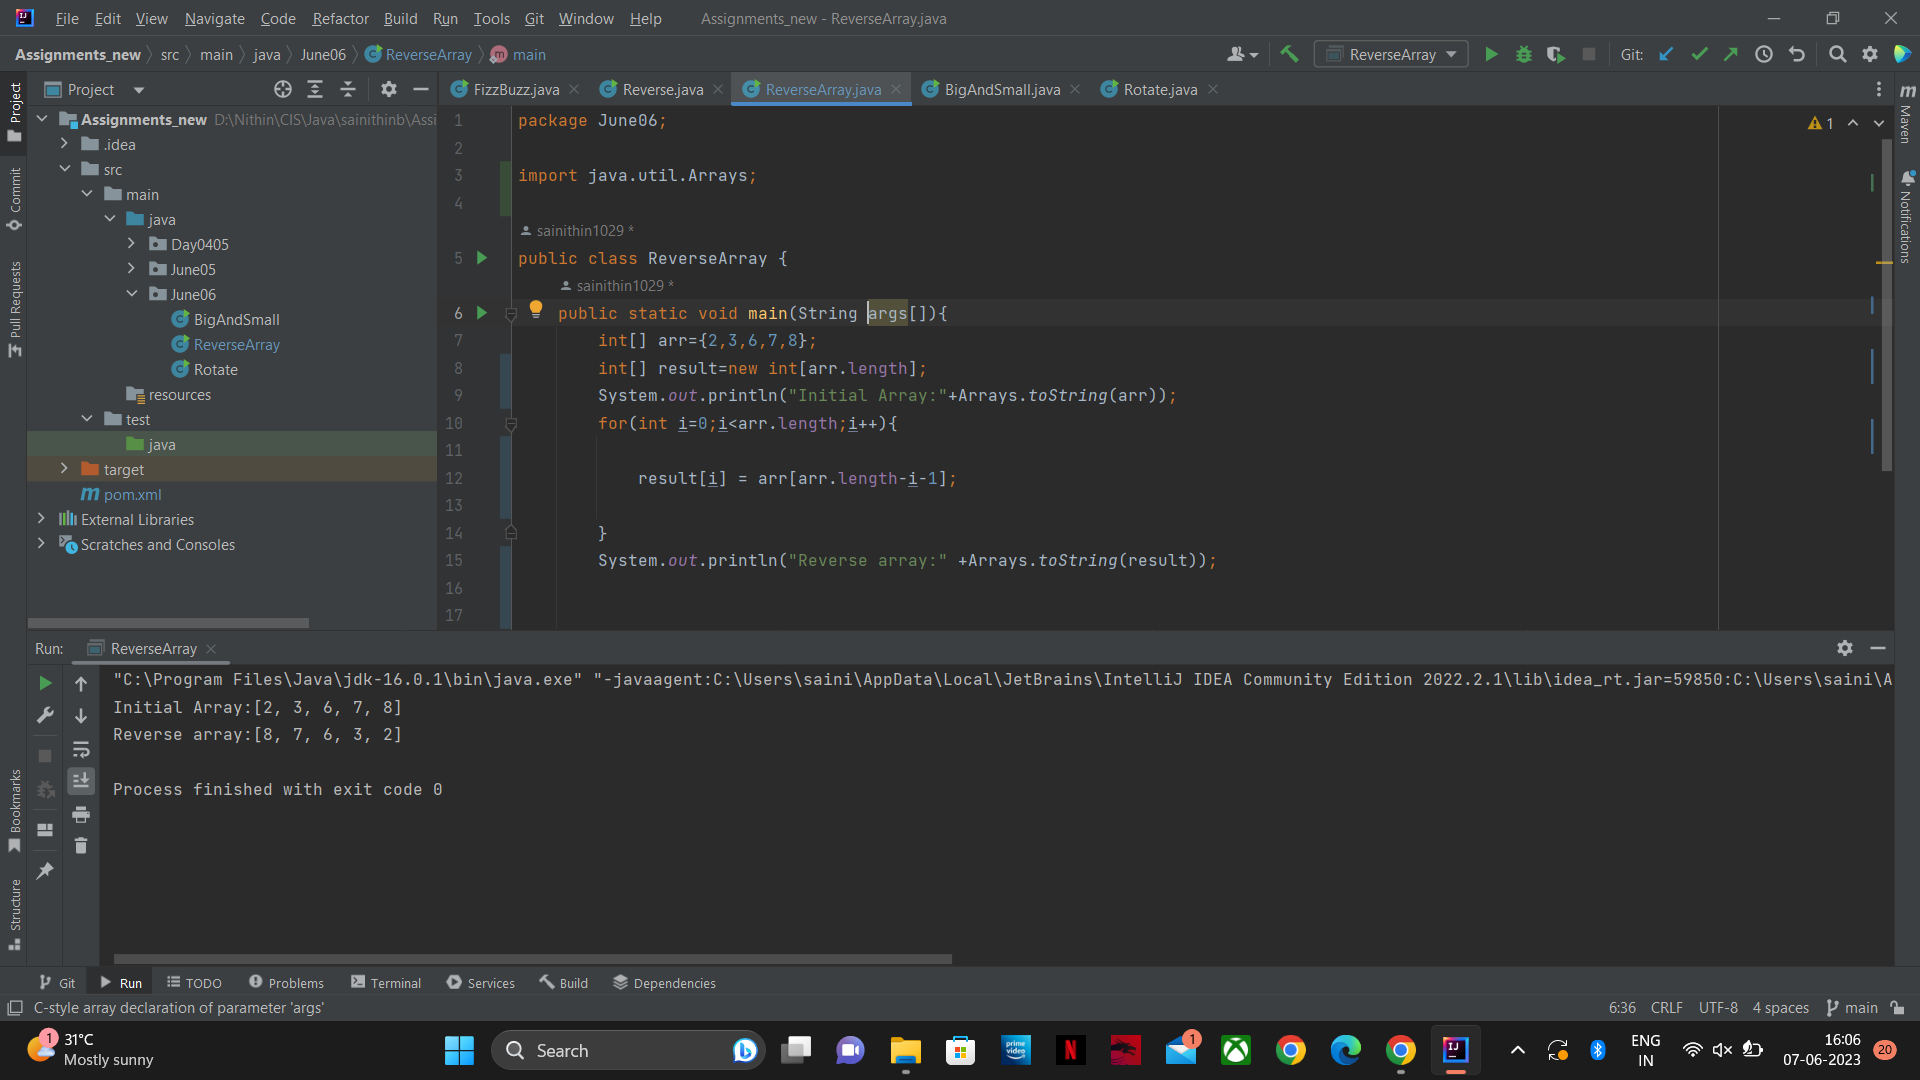 File Edit View Navigate Code Refactor Build Run Tools Git Window Help Assignments_new - ReverseArray.java
Assignments_new src main java June06 ReverseArray m main ReverseArray Git:
Project
FizzBuzz.java Reverse.java ReverseArray.java BigAndSmall.java Rotate.java
Assignments_new D:\Nithin\CIS\Java\sainithinb\Assi
.idea
src
main
java
Day0405
June05
June06
BigAndSmall
ReverseArray
Rotate
resources
test
java
target
m pom.xml
External Libraries
Scratches and Consoles
Project
Commit
Pull Requests
Bookmarks
Structure
m Maven
Notifications
1
1 package June06;
2
3 import java.util.Arrays;
4
sainithin1029 *
5 public class ReverseArray {
sainithin1029 *
6 public static void main(String args[]){
7 int[] arr={2,3,6,7,8};
8 int[] result=new int[arr.length];
9 System.out.println("Initial Array:"+Arrays.toString(arr));
10 for(int i=0;i<arr.length;i++){
11
12 result[i] = arr[arr.length-i-1];
13
14 }
15 System.out.println("Reverse array:" +Arrays.toString(result));
16
17
Run: ReverseArray
"C:\Program Files\Java\jdk-16.0.1\bin\java.exe" "-javaagent:C:\Users\saini\AppData\Local\JetBrains\IntelliJ IDEA Community Edition 2022.2.1\lib\idea_rt.jar=59850:C:\Users\saini\A
Initial Array:[2, 3, 6, 7, 8]
Reverse array:[8, 7, 6, 3, 2]
Process finished with exit code 0
Git Run TODO Problems Terminal Services Build Dependencies
C-style array declaration of parameter 'args' 6:36 CRLF UTF-8 4 spaces main
1 31°C
Mostly sunny
Search
prime video
N
1
IJ
ENG
IN
16:06
07-06-2023
20